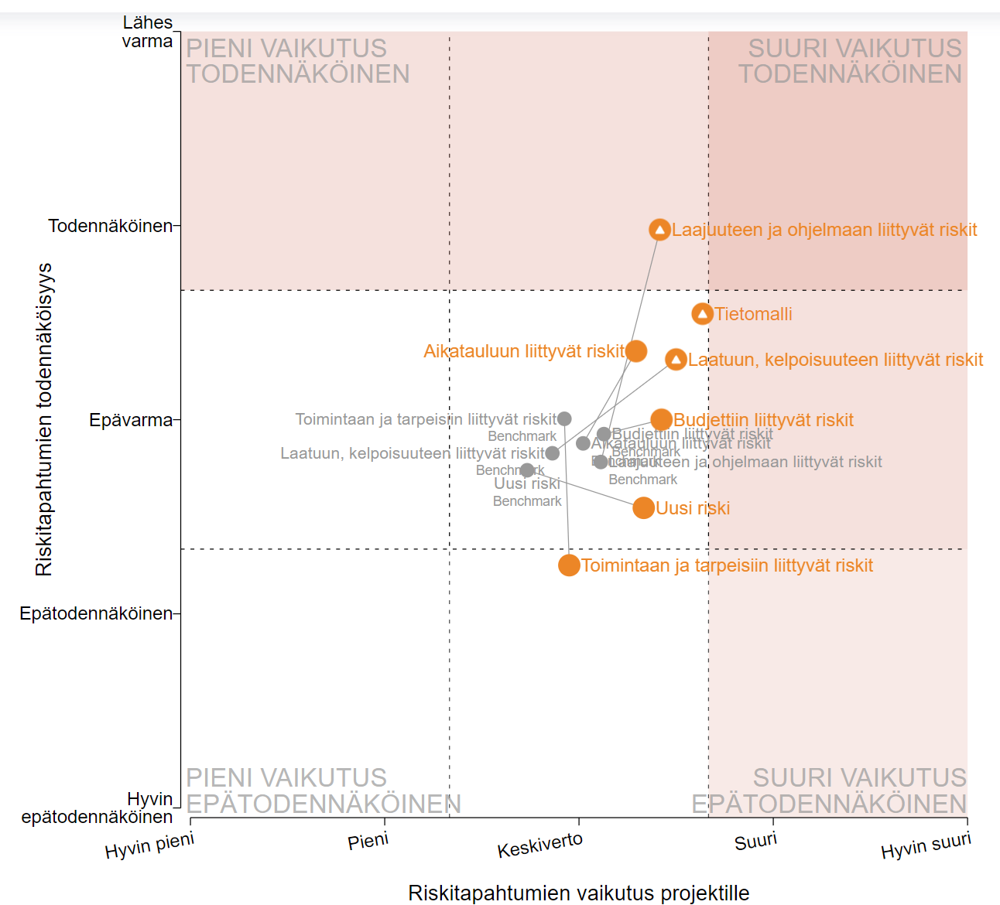 Lähes
varma
PIENI VAIKUTUS
TODENNÄKÖINEN
SUURI VAIKUTUS
TODENNÄKÖINEN
Todennäköinen
Laajuuteen ja ohjelmaan liittyvät riskit
Tietomalli
Aikatauluun liittyvät riskit
Laatuun, kelpoisuuteen liittyvät riskit
Riskitapahtumien todennäköisyys
Epävarma
Toimintaan ja tarpeisiin liittyvät riskit
Benchmark
Budjettiin liittyvät riskit
Budjettiin liittyvät riskit
Benchmark
Aikatauluun liittyvät riskit
Benchmark
Laatuun, kelpoisuuteen liittyvät riskit
Benchmark
Laajuuteen ja ohjelmaan liittyvät riskit
Benchmark
Uusi riski
Benchmark
Uusi riski
Toimintaan ja tarpeisiin liittyvät riskit
Epätodennäköinen
PIENI VAIKUTUS
EPÄTODENNÄKÖINEN
SUURI VAIKUTUS
EPÄTODENNÄKÖINEN
Hyvin
epätodennäköinen
Hyvin pieni
Pieni
Keskiverto
Suuri
Hyvin suuri
Riskitapahtumien vaikutus projektille